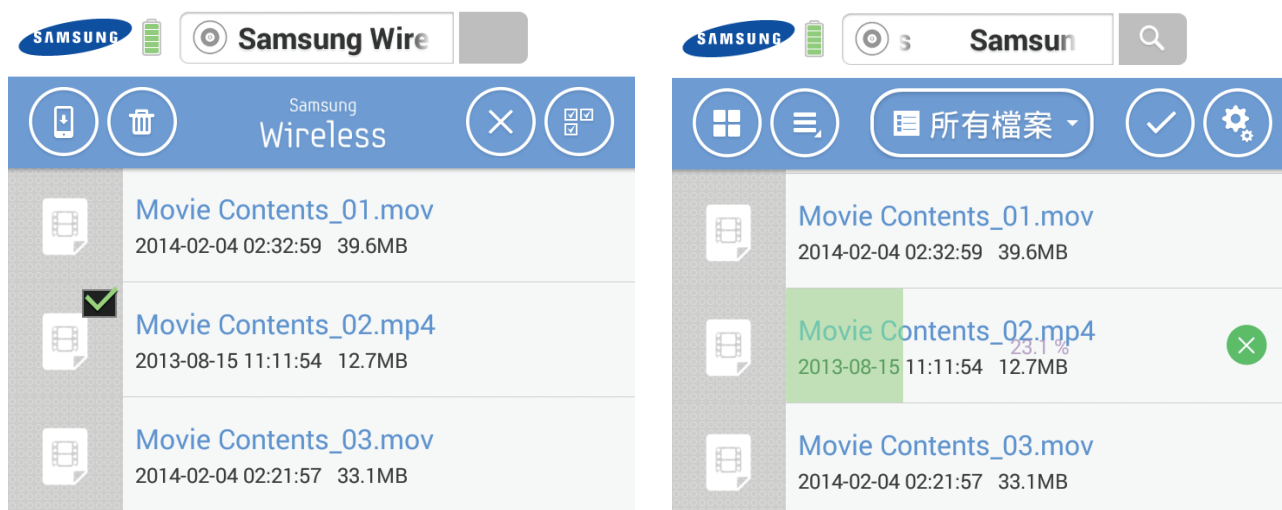 SAMSUNG
Samsung Wire
Samsung
Wireless
Movie Contents_01.mov
2014-02-04 02:32:59 39.6MB
Movie Contents_02.mp4
2013-08-15 11:11:54 12.7MB
Movie Contents_03.mov
2014-02-04 02:21:57 33.1MB
SAMSUNG
s Samsun
所有檔案
Movie Contents_01.mov
2014-02-04 02:32:59 39.6MB
Movie Contents_02.mp4
23.1 %
2013-08-15 11:11:54 12.7MB
Movie Contents_03.mov
2014-02-04 02:21:57 33.1MB